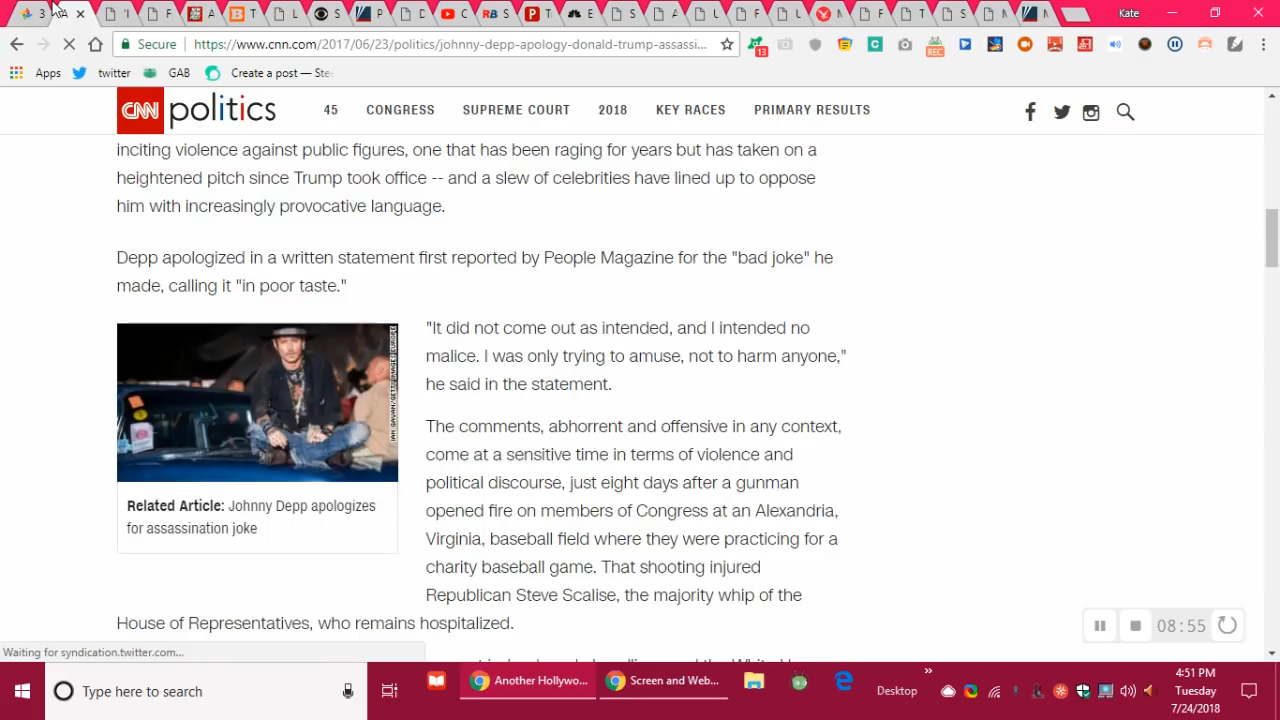 Kate
Secure
https://www.cnn.com/2017/06/23/politics/johnny-depp-apology-donald-trump-assassi...
13
REC
Apps
twitter
GAB
Create a post — Ste
CNN politics
45
CONGRESS
SUPREME COURT
2018
KEY RACES
PRIMARY RESULTS
inciting violence against public figures, one that has been raging for years but has taken on a
heightened pitch since Trump took office -- and a slew of celebrities have lined up to oppose
him with increasingly provocative language.
Depp apologized in a written statement first reported by People Magazine for the "bad joke" he
made, calling it "in poor taste."
"It did not come out as intended, and I intended no
malice. I was only trying to amuse, not to harm anyone,"
he said in the statement.
The comments, abhorrent and offensive in any context,
come at a sensitive time in terms of violence and
political discourse, just eight days after a gunman
opened fire on members of Congress at an Alexandria,
Virginia, baseball field where they were practicing for a
charity baseball game. That shooting injured
Republican Steve Scalise, the majority whip of the
House of Representatives, who remains hospitalized.
Related Article: Johnny Depp apologizes
for assassination joke
08:55
Waiting for syndication.twitter.com...
Type here to search
Another Hollywo...
Screen and Web...
Desktop
4:51 PM
Tuesday
7/24/2018